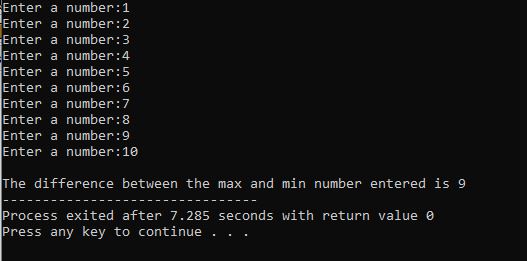 Enter a number:1
Enter a number:2
Enter a number:3
Enter a number:4
Enter a number:5
Enter a number:6
Enter a number:7
Enter a number:8
Enter a number:9
Enter a number:10
The difference between the max and min number entered is 9
--------------------------------
Process exited after 7.285 seconds with return value 0
Press any key to continue . . .